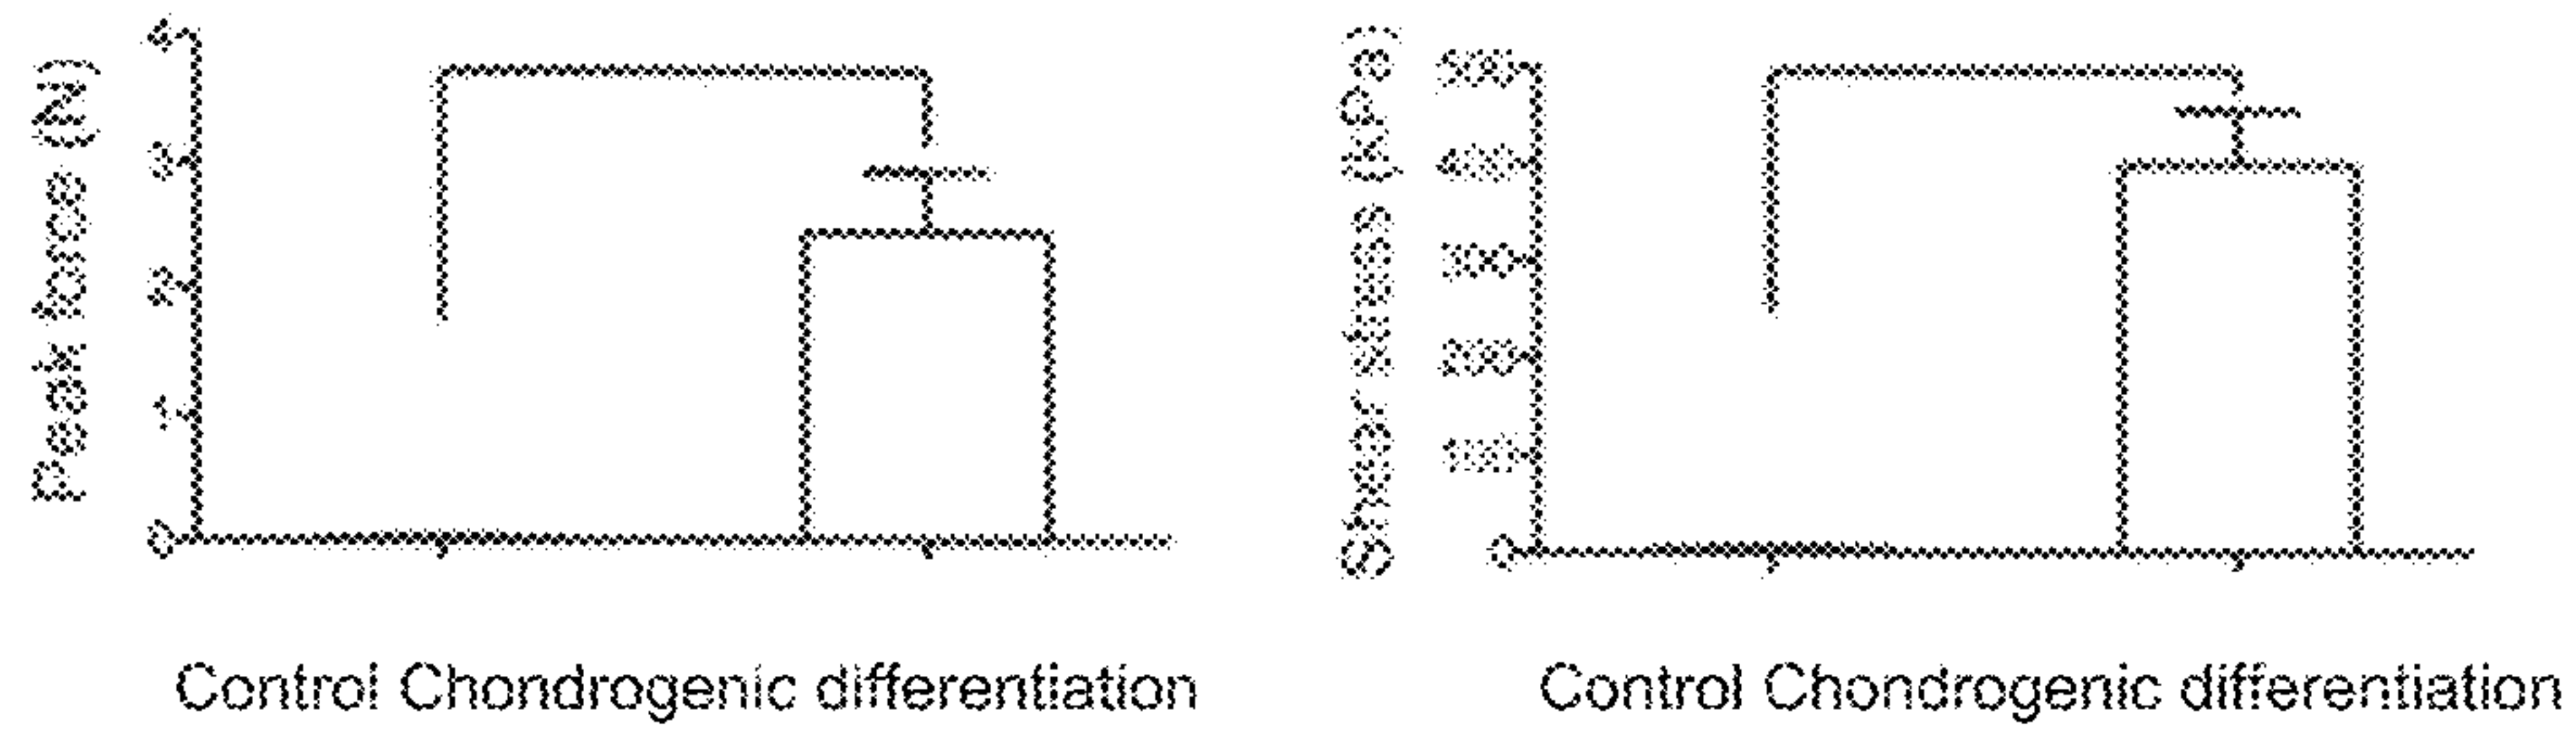 Peak force (N)
4
3
2
1
0
Control Chondrogenic differentiation
Shear stress (kPa)
500
400
300
200
100
0
Control Chondrogenic differentiation